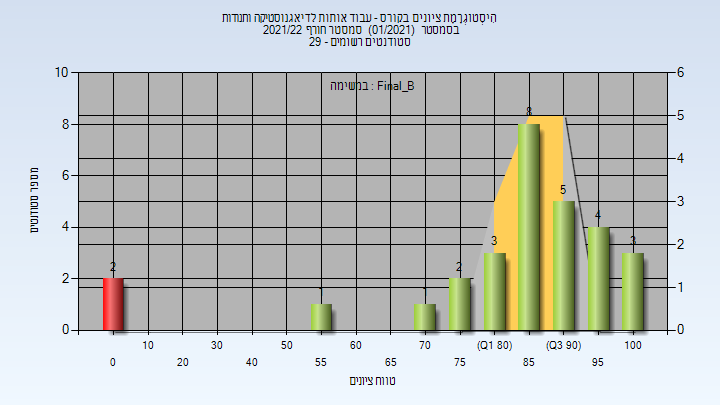 היסטוגרמת ציונים בקורס - עבוד אותות לדיאגנוסטיקה וחנודות
בסמסטר (01/2021) סמסטר חורף 2021/22
סטודנטים רשומים - 29
במשימה : Final_B
מספר סטודנטים
10
8
6
4
2
0
6
5
4
3
2
1
0
2
1
1
2
3
8
5
4
3
10 20 30 40 50 60 70 (Q1 80) (Q3 90) 100
0 55 65 75 85 95
טווח ציונים